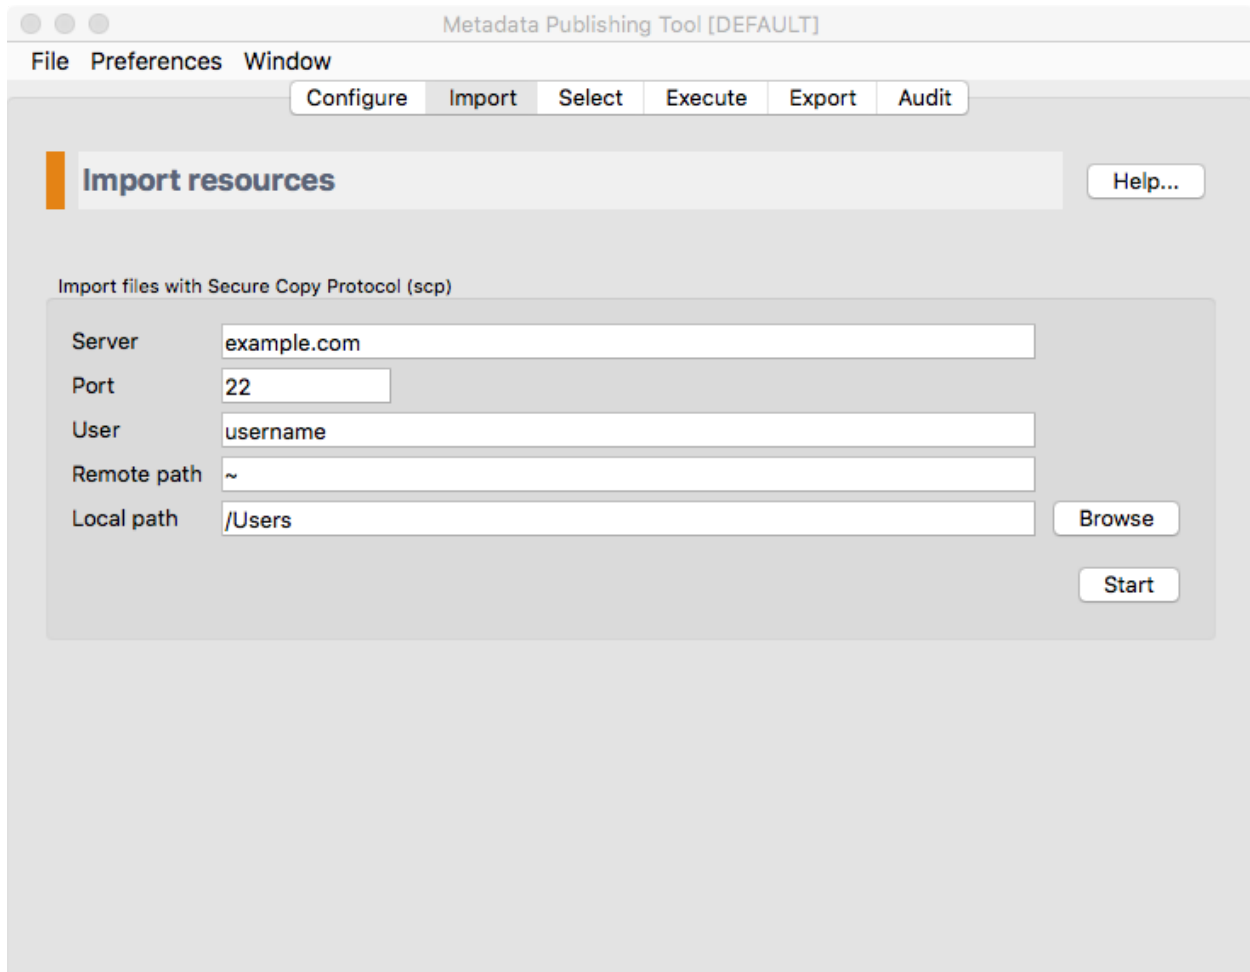 Metadata Publishing Tool [DEFAULT]
File Preferences Window
Configure Import Select Execute Export Audit
Import resources Help...
Import files with Secure Copy Protocol (scp)
Server example.com
Port 22
User username
Remote path ~
Local path /Users Browse
Start